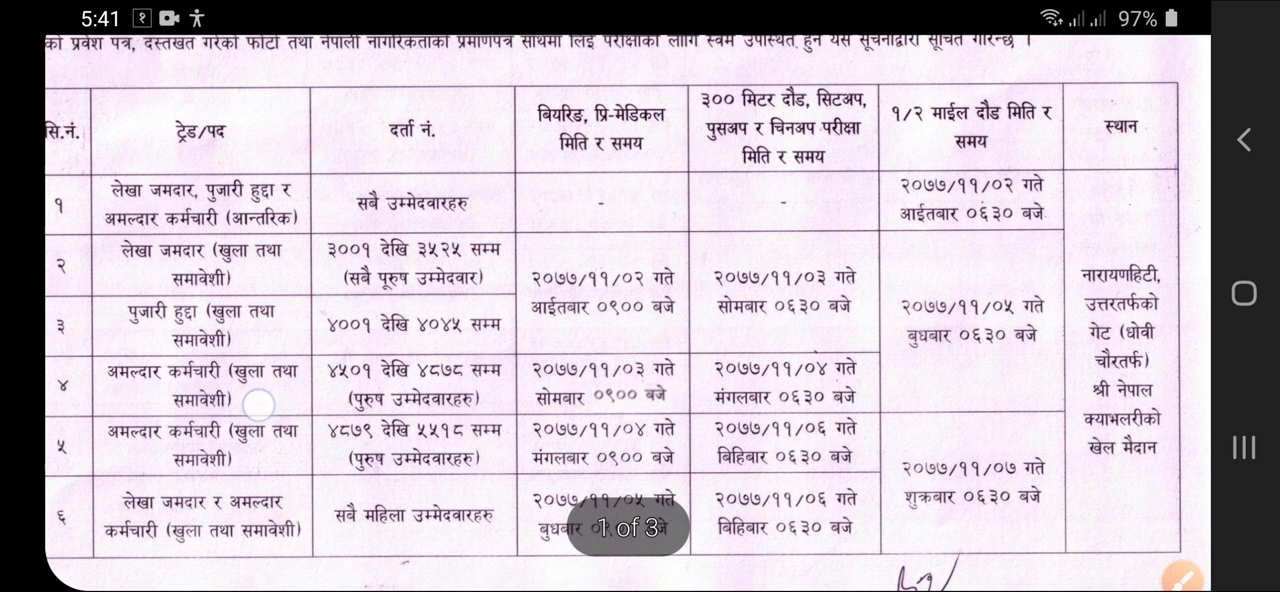 5:41
97%
को प्रवेश पत्र, दस्तखत गरेको फोटो तथा नेपाली नागरिकताको प्रमाणपत्र साथमा लिई परीक्षाको लागि स्वम उपस्थित हुन यसै सूचनाद्वारा सूचित गरिन्छ ।
सि.नं.
ट्रेड/पद
दर्ता नं.
बियरिङ, प्रि-मेडिकल
मिति र समय
३०० मिटर दौड, सिटअप,
पुसअप र चिनअप परीक्षा
मिति र समय
१/२ माईल दौड मिति र
समय
स्थान
१
लेखा जमदार, पुजारी हुद्दा र
अमल्दार कर्मचारी (आन्तरिक)
सबै उम्मेदवारहरु
-
-
२०७७/११/०२ गते
आईतबार ०६३० बजे
२
लेखा जमदार (खुला तथा
समावेशी)
३००१ देखि ३५२५ सम्म
(सबै पूरुष उम्मेदवार)
२०७७/११/०२ गते
आईतबार ०९०० बजे
२०७७/११/०३ गते
सोमबार ०६३० बजे
२०७७/११/०५ गते
बुधबार ०६३० बजे
नारायणहिटी,
उत्तरतर्फको
गेट (धोवी
चौरतर्फ)
श्री नेपाल
क्याभलरीको
खेल मैदान
३
पुजारी हुद्दा (खुला तथा
समावेशी)
४००१ देखि ४०४५ सम्म
४
अमल्दार कर्मचारी (खुला तथा
समावेशी)
४५०१ देखि ४८७८ सम्म
(पुरुष उम्मेदवारहरु)
२०७७/११/०३ गते
सोमबार ०९०० बजे
२०७७/११/०४ गते
मंगलबार ०६३० बजे
५
अमल्दार कर्मचारी (खुला तथा
समावेशी)
४८७९ देखि ५५१८ सम्म
(पुरुष उम्मेदवारहरु)
२०७७/११/०४ गते
मंगलबार ०९०० बजे
२०७७/११/०६ गते
बिहिबार ०६३० बजे
२०७७/११/०७ गते
शुक्रबार ०६३० बजे
६
लेखा जमदार र अमल्दार
कर्मचारी (खुला तथा समावेशी)
सबै महिला उम्मेदवारहरु
२०७७/११/०५ गते
बुधबार
२०७७/११/०६ गते
बिहिबार ०६३० बजे
1 of 3